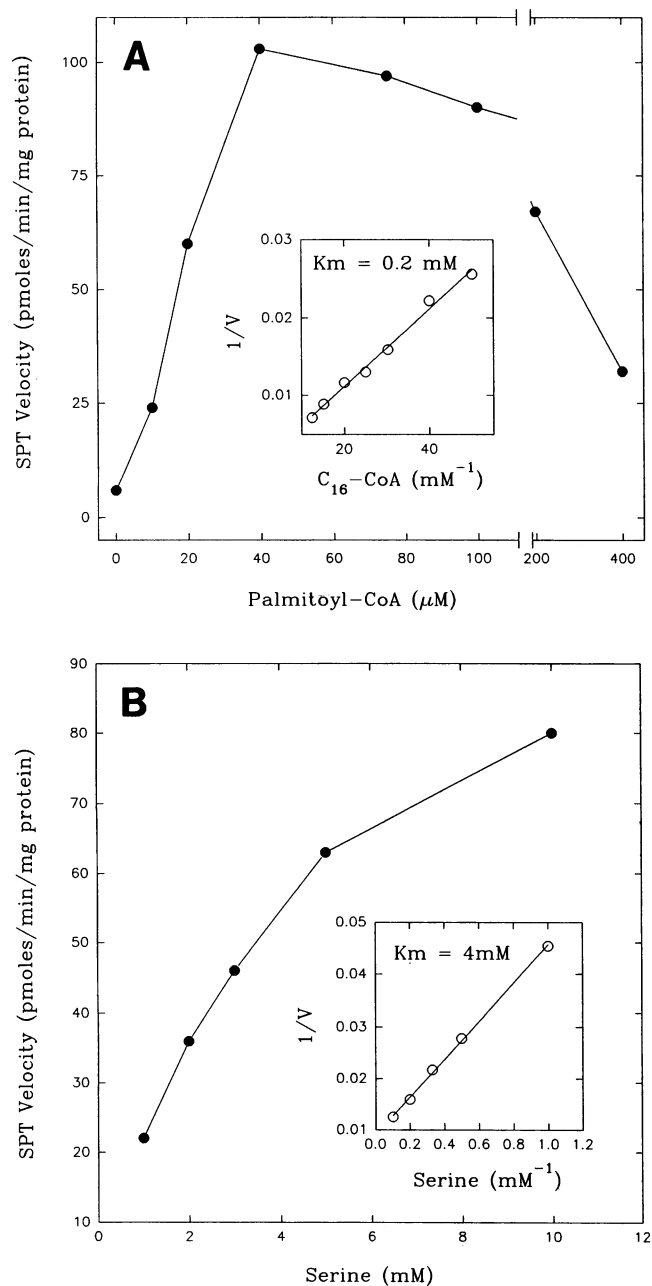 A
SPT Velocity (pmoles/min/mg protein)
100
75
50
25
0
0 20 40 60 80 100 200 400
Palmitoyl-CoA (μM)
Km = 0.2 mM
1/V
0.03
0.02
0.01
20 40
C₁₆-CoA (mM⁻¹)
B
SPT Velocity (pmoles/min/mg protein)
90
80
70
60
50
40
30
20
10
0 2 4 6 8 10 12
Serine (mM)
Km = 4mM
1/V
0.05
0.04
0.03
0.02
0.01
0.0 0.2 0.4 0.6 0.8 1.0 1.2
Serine (mM⁻¹)